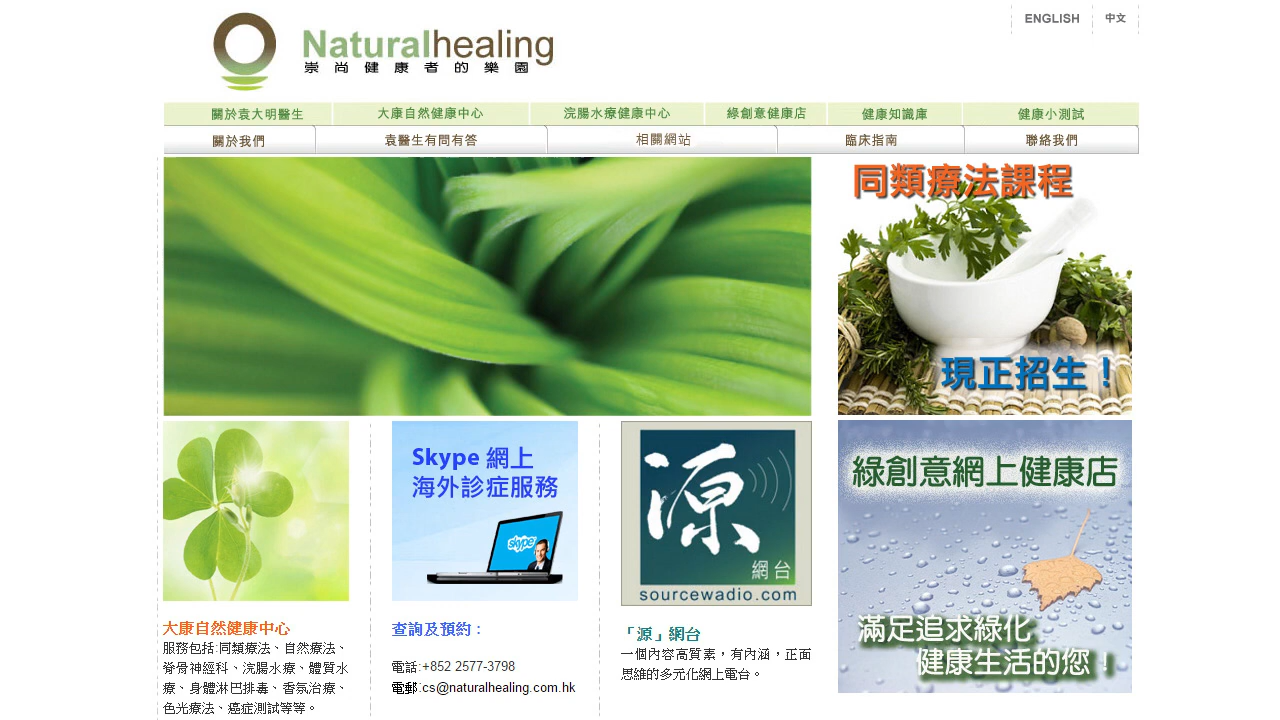 ENGLISH
中文
Naturalhealing
崇尚健康者的樂園
關於袁大明醫生
大康自然健康中心
浣腸水療健康中心
綠創意健康店
健康知識庫
健康小測試
關於我們
袁醫生有問有答
相關網站
臨床指南
聯絡我們
同類療法課程
現正招生！
Skype 網上
海外診症服務
skype
源
網台
sourcewadio.com
綠創意網上健康店
滿足追求綠化
健康生活的您！
大康自然健康中心
服務包括:同類療法、自然療法、
脊骨神經科、浣腸水療、體質水
療、身體淋巴排毒、香氛治療、
色光療法、癌症測試等等。
查詢及預約：
電話:+852 2577-3798
電郵:cs@naturalhealing.com.hk
「源」網台
一個內容高質素，有內涵，正面
思維的多元化網上電台。